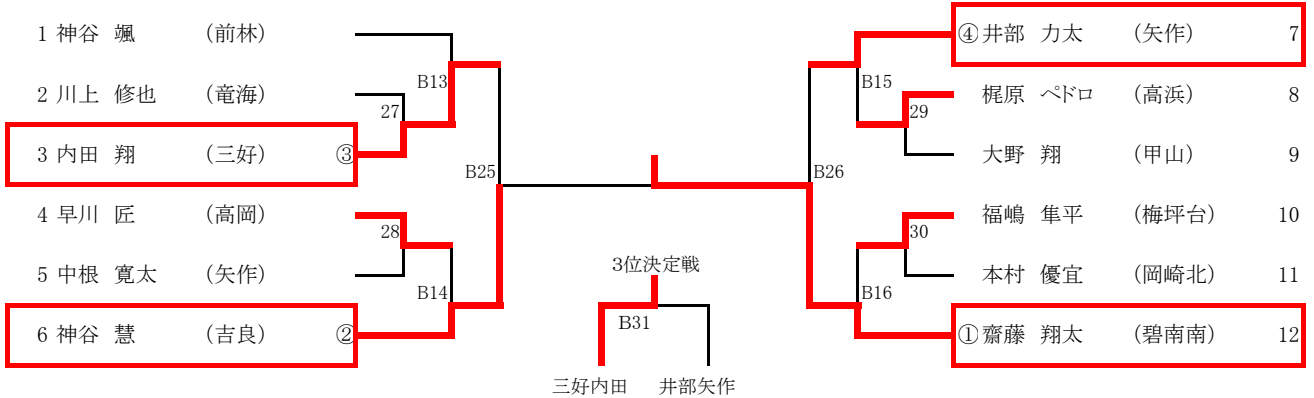 1 神谷 颯 (前林)
B13
2 川上 修也 (竜海)
27
3 内田 翔 (三好) ③
B25
4 早川 匠 (高岡)
28
5 中根 寛太 (矢作)
B14
6 神谷 慧 (吉良) ②
④ 井部 力太 (矢作) 7
B15
梶原 ペドロ (高浜) 8
29
大野 翔 (甲山) 9
B26
福嶋 隼平 (梅坪台) 10
30
本村 優宜 (岡崎北) 11
B16
① 齋藤 翔太 (碧南南) 12
3位決定戦
B31
三好内田 井部矢作